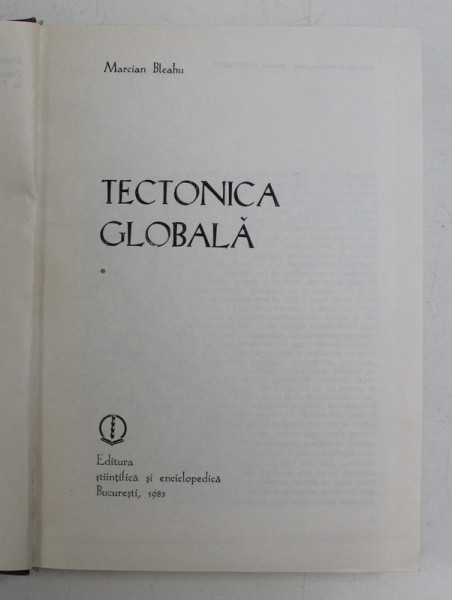 Marcian Bleahu
TECTONICA
GLOBALĂ
*
Editura
științifică și enciclopedică
București, 1983